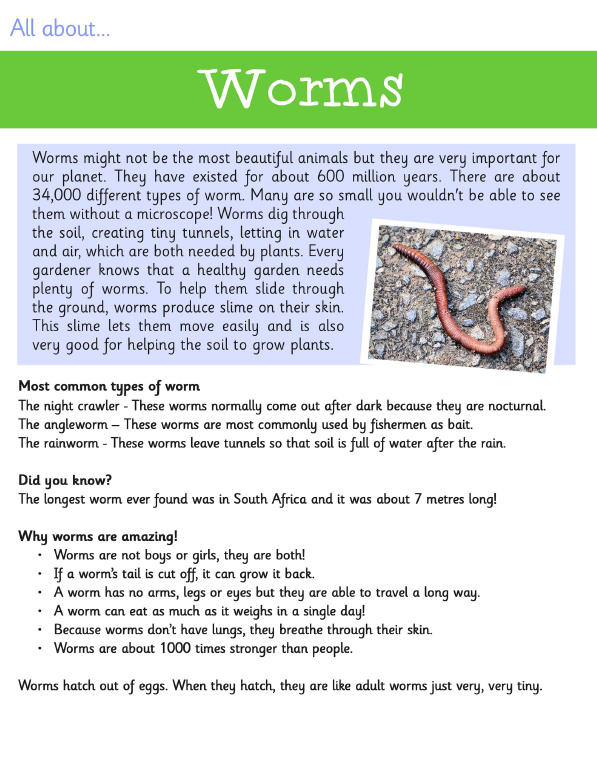 All about...
Worms
Worms might not be the most beautiful animals but they are very important for
our planet. They have existed for about 600 million years. There are about
34,000 different types of worm. Many are so small you wouldn't be able to see
them without a microscope! Worms dig through
the soil, creating tiny tunnels, letting in water
and air, which are both needed by plants. Every
gardener knows that a healthy garden needs
plenty of worms. To help them slide through
the ground, worms produce slime on their skin.
This slime lets them move easily and is also
very good for helping the soil to grow plants.
Most common types of worm
The night crawler - These worms normally come out after dark because they are nocturnal.
The angleworm – These worms are most commonly used by fishermen as bait.
The rainworm - These worms leave tunnels so that soil is full of water after the rain.
Did you know?
The longest worm ever found was in South Africa and it was about 7 metres long!
Why worms are amazing!
• Worms are not boys or girls, they are both!
• If a worm's tail is cut off, it can grow it back.
• A worm has no arms, legs or eyes but they are able to travel a long way.
• A worm can eat as much as it weighs in a single day!
• Because worms don't have lungs, they breathe through their skin.
• Worms are about 1000 times stronger than people.
Worms hatch out of eggs. When they hatch, they are like adult worms just very, very tiny.